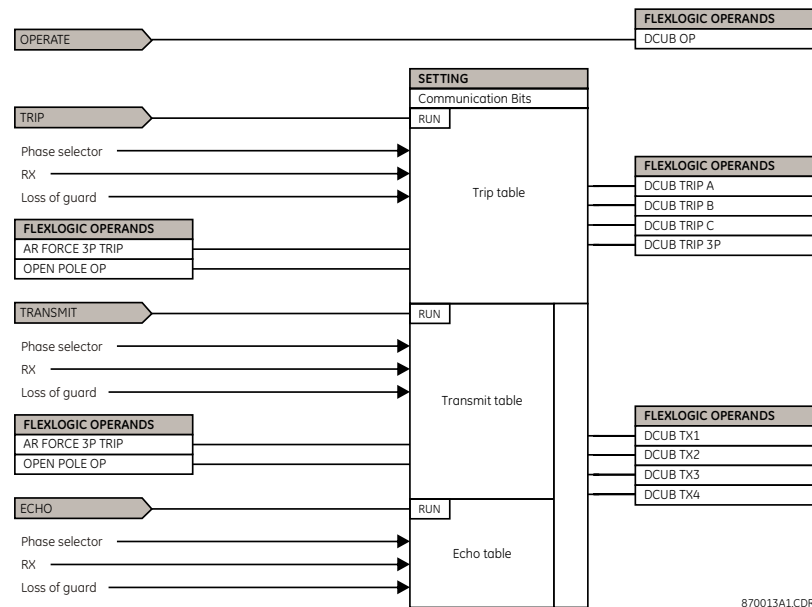 FLEXLOGIC OPERANDS
OPERATE
DCUB OP
SETTING
Communication Bits
TRIP
RUN
Phase selector
RX
Loss of guard
Trip table
FLEXLOGIC OPERANDS
DCUB TRIP A
DCUB TRIP B
DCUB TRIP C
DCUB TRIP 3P
FLEXLOGIC OPERANDS
AR FORCE 3P TRIP
OPEN POLE OP
TRANSMIT
RUN
Phase selector
RX
Loss of guard
Transmit table
FLEXLOGIC OPERANDS
AR FORCE 3P TRIP
OPEN POLE OP
FLEXLOGIC OPERANDS
DCUB TX1
DCUB TX2
DCUB TX3
DCUB TX4
ECHO
RUN
Phase selector
RX
Loss of guard
Echo table
870013A1.CDR